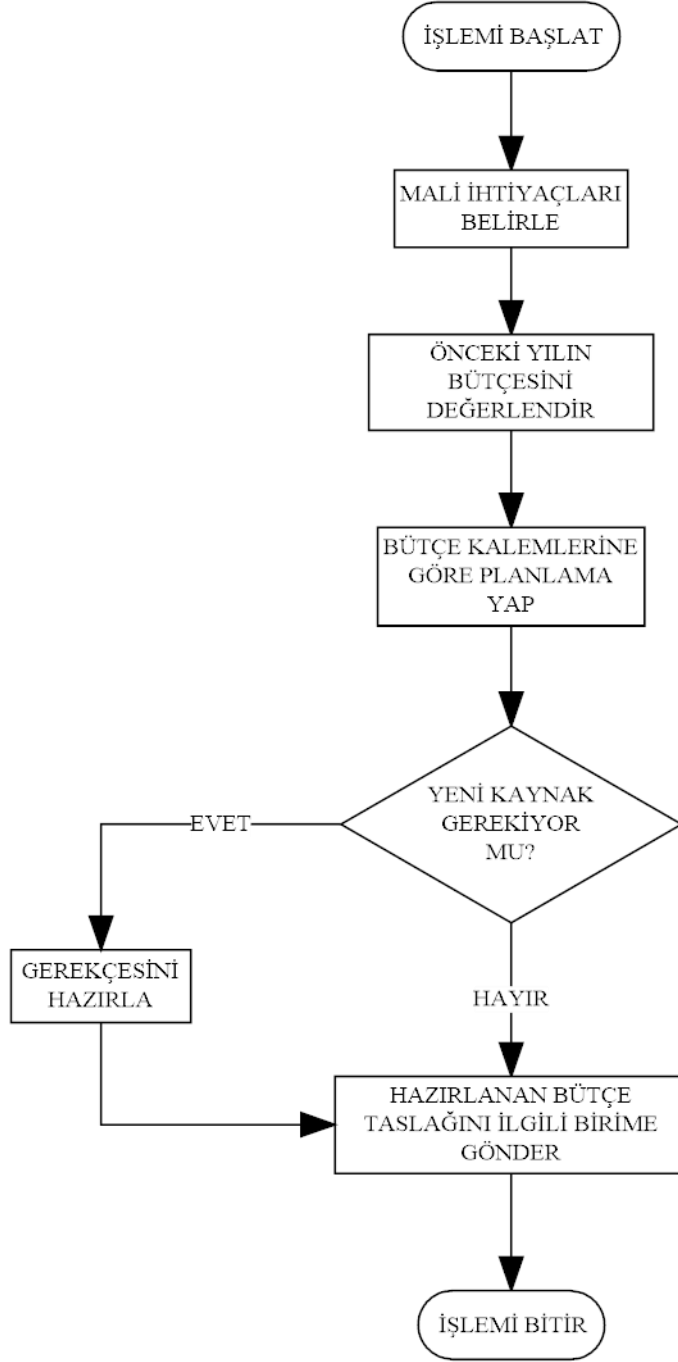 İŞLEMİ BAŞLAT
MALİ İHTİYAÇLARI
BELİRLE
ÖNCEKİ YILIN
BÜTÇESİNİ
DEĞERLENDİR
BÜTÇE KALEMLERİNE
GÖRE PLANLAMA
YAP
YENİ KAYNAK
GEREKİYOR
MU?
EVET
GEREKÇESİNİ
HAZIRLA
HAYIR
HAZIRLANAN BÜTÇE
TASLAĞINI İLGİLİ BİRİME
GÖNDER
İŞLEMİ BİTİR